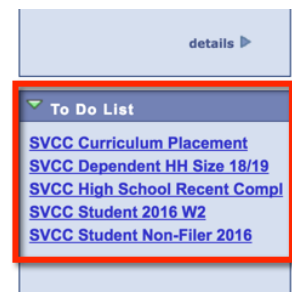 details
To Do List
SVCC Curriculum Placement
SVCC Dependent HH Size 18/19
SVCC High School Recent Compl
SVCC Student 2016 W2
SVCC Student Non-Filer 2016